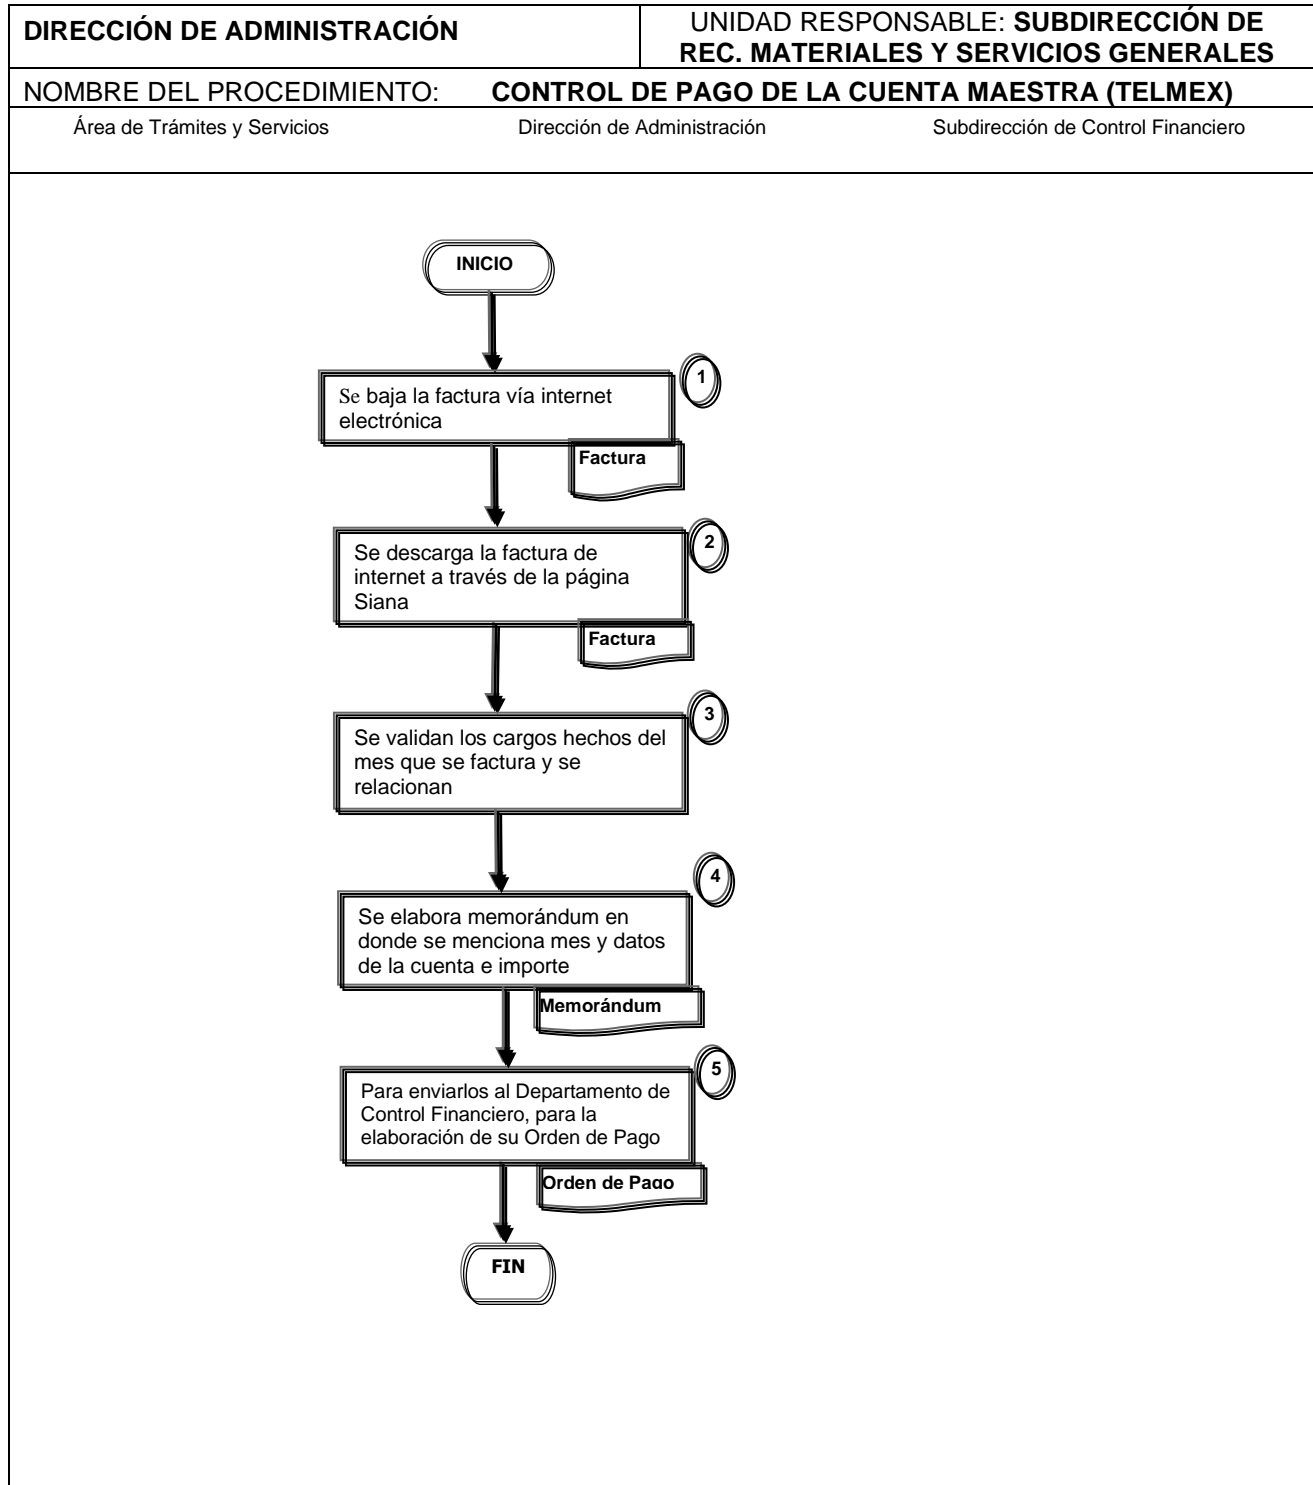 DIRECCIÓN DE ADMINISTRACIÓN
UNIDAD RESPONSABLE: SUBDIRECCIÓN DE
REC. MATERIALES Y SERVICIOS GENERALES
NOMBRE DEL PROCEDIMIENTO: CONTROL DE PAGO DE LA CUENTA MAESTRA (TELMEX)
Área de Trámites y Servicios Dirección de Administración Subdirección de Control Financiero
INICIO
1
Se baja la factura vía internet
electrónica
Factura
2
Se descarga la factura de
internet a través de la página
Siana
Factura
3
Se validan los cargos hechos del
mes que se factura y se
relacionan
4
Se elabora memorándum en
donde se menciona mes y datos
de la cuenta e importe
Memorándum
5
Para enviarlos al Departamento de
Control Financiero, para la
elaboración de su Orden de Pago
Orden de Pago
FIN